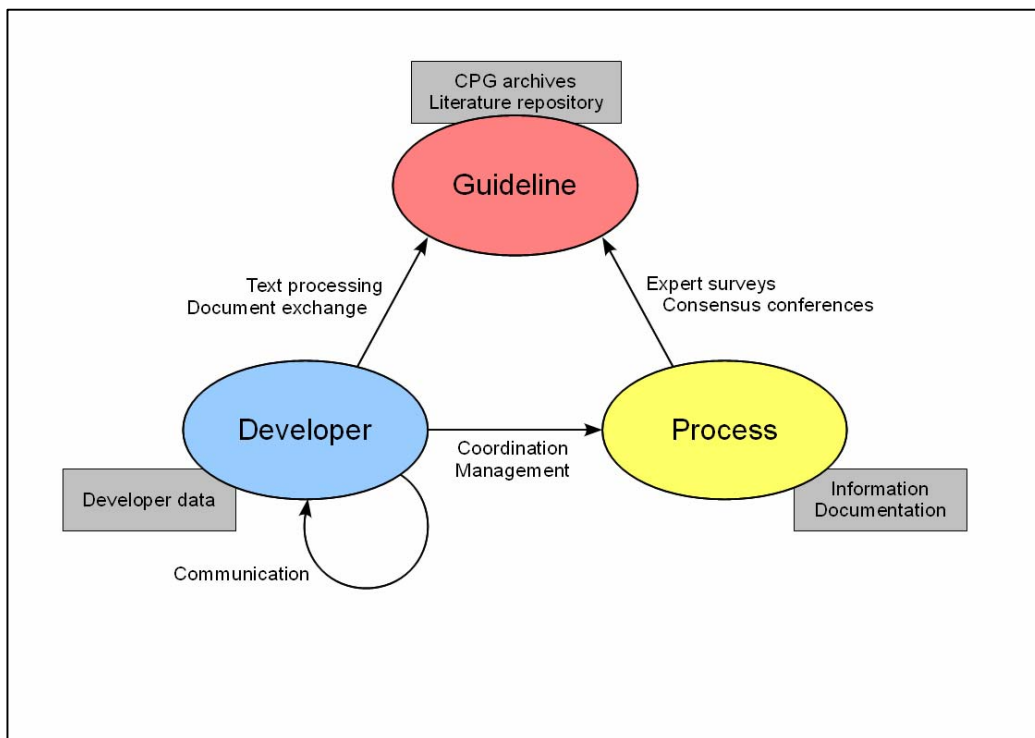 CPG archives
Literature repository
Guideline
Text processing
Document exchange
Expert surveys
Consensus conferences
Developer
Process
Coordination
Management
Developer data
Information
Documentation
Communication